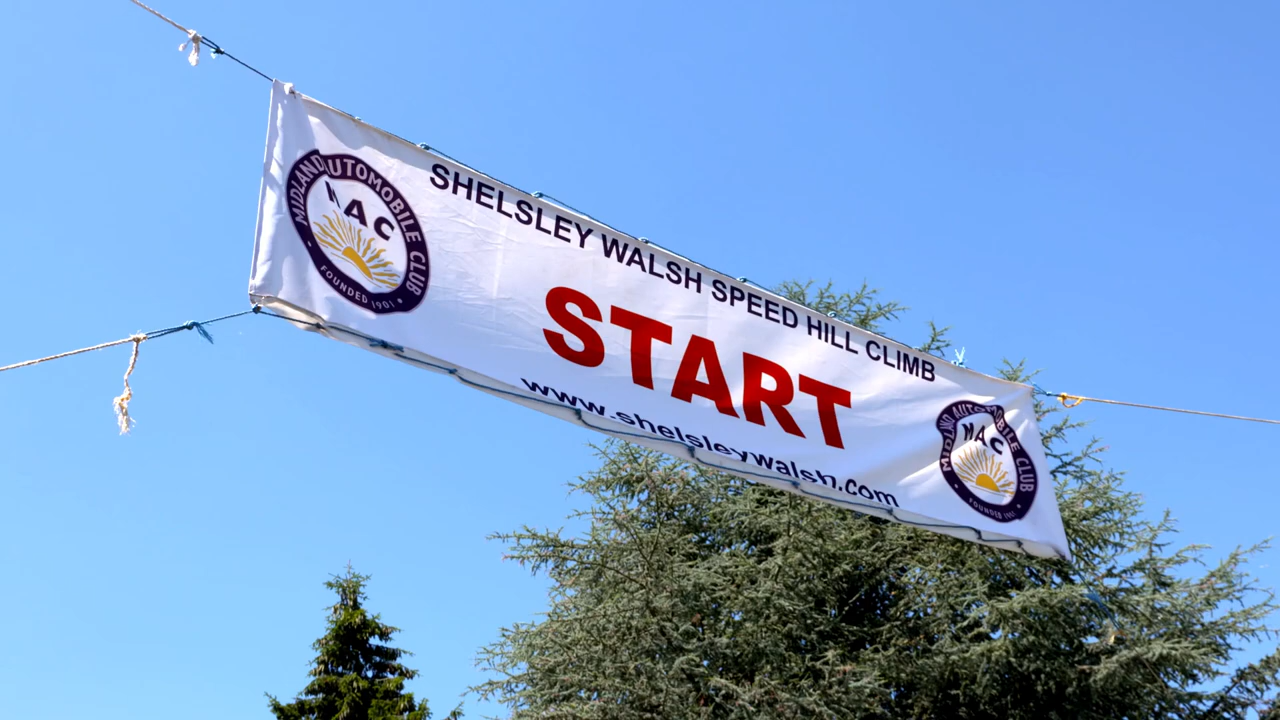 MIDLAND AUTOMOBILE CLUB
MAC
FOUNDED 1901
SHELSLEY WALSH SPEED HILL CLIMB
START
www.shelsleywalsh.com
MIDLAND AUTOMOBILE CLUB
MAC
FOUNDED 1901